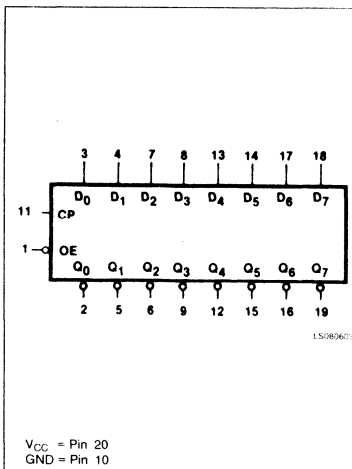 3 4 7 8 13 14 17 18
D0 D1 D2 D3 D4 D5 D6 D7
11 CP
1 OE
Q0 Q1 Q2 Q3 Q4 Q5 Q6 Q7
2 5 6 9 12 15 16 19
LS08060S
VCC = Pin 20
GND = Pin 10